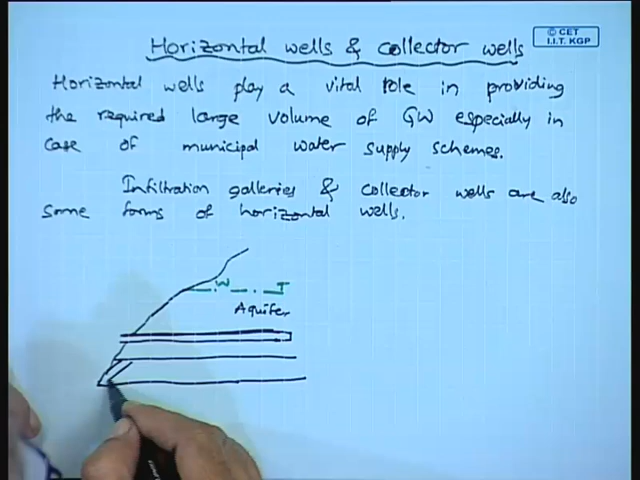 Horizontal wells & Collector wells
© CET
I.I.T. KGP
Horizontal wells play a vital role in providing
the required large volume of GW especially in
case of municipal water supply schemes.
Infiltration galleries & collector wells are also
some forms of horizontal wells.
W T
Aquifer